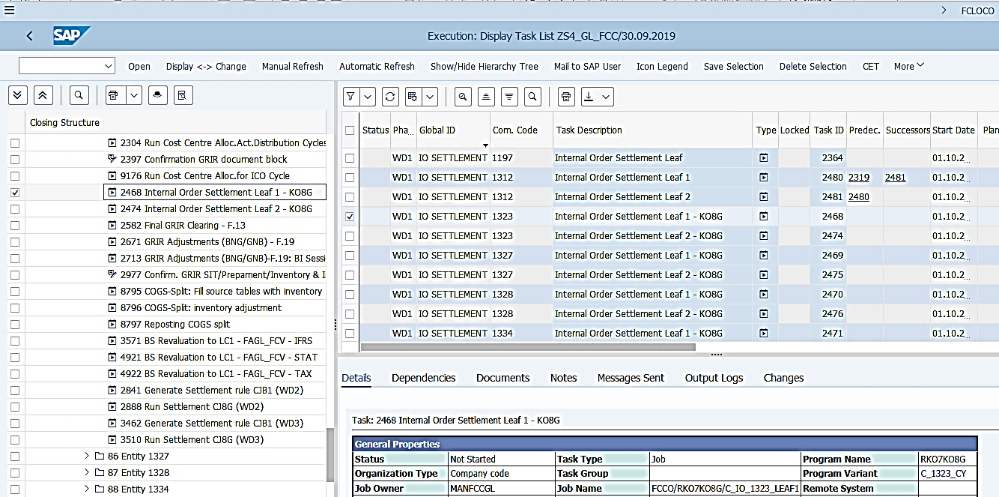 FCLOCO
SAP
Execution: Display Task List ZS4_GL_FCC/30.09.2019
Open Display <-> Change Manual Refresh Automatic Refresh Show/Hide Hierarchy Tree Mail to SAP User Icon Legend Save Selection Delete Selection CET More
Closing Structure
2304 Run Cost Centre Alloc.Act.Distribution Cycles
2397 Confirmation GRIR document block
9176 Run Cost Centre Alloc.for ICO Cycle
2468 Internal Order Settlement Leaf 1 - KO8G
2474 Internal Order Settlement Leaf 2 - KO8G
2582 Final GRIR Clearing - F.13
2671 GRIR Adjustments (BNG/GNB) - F.19
2713 GRIR Adjustments (BNG/GNB)-F.19: BI Sessi
2977 Confirm. GRIR SIT/Prepament/Inventory & I
8795 COGS-Split: Fill source tables with inventory
8796 COGS-Split: inventory adjustment
8797 Reposting COGS split
3571 BS Revaluation to LC1 - FAGL_FCV - IFRS
4921 BS Revaluation to LC1 - FAGL_FCV - STAT
4922 BS Revaluation to LC1 - FAGL_FCV - TAX
2841 Generate Settlement rule CJB1 (WD2)
2888 Run Settlement CJ8G (WD2)
3462 Generate Settlement rule CJB1 (WD3)
3510 Run Settlement CJ8G (WD3)
86 Entity 1327
87 Entity 1328
88 Entity 1334
Status Pha... Global ID Com. Code Task Description Type Locked Task ID Predec. Successors Start Date Plan
WD1 IO SETTLEMENT 1197 Internal Order Settlement Leaf 2364 01.10.2...
WD1 IO SETTLEMENT 1312 Internal Order Settlement Leaf 1 2480 2319 2481 01.10.2...
WD1 IO SETTLEMENT 1312 Internal Order Settlement Leaf 2 2481 2480 01.10.2...
WD1 IO SETTLEMENT 1323 Internal Order Settlement Leaf 1 - KO8G 2468 01.10.2...
WD1 IO SETTLEMENT 1323 Internal Order Settlement Leaf 2 - KO8G 2474 01.10.2...
WD1 IO SETTLEMENT 1327 Internal Order Settlement Leaf 1 - KO8G 2469 01.10.2...
WD1 IO SETTLEMENT 1327 Internal Order Settlement Leaf 2 - KO8G 2475 01.10.2...
WD1 IO SETTLEMENT 1328 Internal Order Settlement Leaf 1 - KO8G 2470 01.10.2...
WD1 IO SETTLEMENT 1328 Internal Order Settlement Leaf 2 - KO8G 2476 01.10.2...
WD1 IO SETTLEMENT 1334 Internal Order Settlement Leaf 1 - KO8G 2471 01.10.2...
Details Dependencies Documents Notes Messages Sent Output Logs Changes
Task: 2468 Internal Order Settlement Leaf 1 - KO8G
General Properties
Status Not Started Task Type Job Program Name RKO7KO8G
Organization Type Company code Task Group Program Variant C_1323_CY
Job Owner MANFCCGL Job Name FCCO/RKO7KO8G/C_IO_1323_LEAF1 Remote System